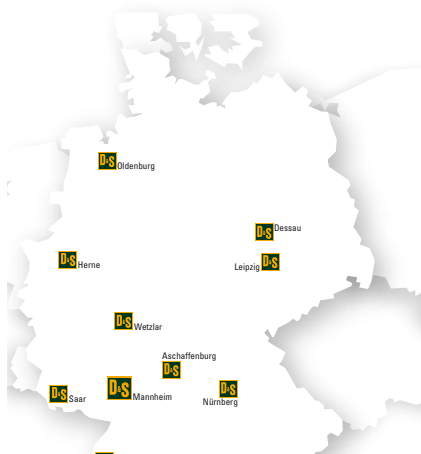 D&S Oldenburg
D&S Dessau
Leipzig D&S
D&S Herne
D&S Wetzlar
Aschaffenburg
D&S
D&S Saar
D&S Mannheim
D&S
Nürnberg